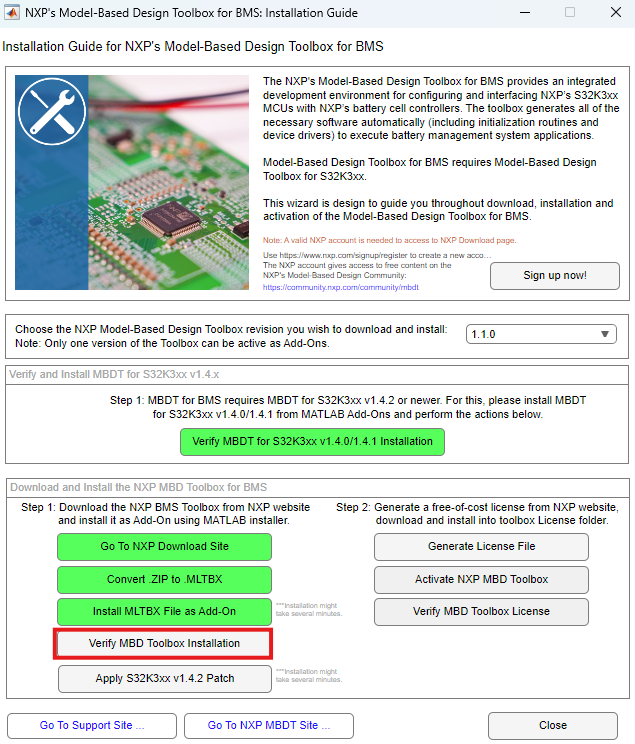 NXP's Model-Based Design Toolbox for BMS: Installation Guide
Installation Guide for NXP's Model-Based Design Toolbox for BMS
The NXP's Model-Based Design Toolbox for BMS provides an integrated
development environment for configuring and interfacing NXP's S32K3xx
MCUs with NXP's battery cell controllers. The toolbox generates all of the
necessary software automatically (including initialization routines and
device drivers) to execute battery management system applications.
Model-Based Design Toolbox for BMS requires Model-Based Design
Toolbox for S32K3xx.
This wizard is design to guide you throughout download, installation and
activation of the Model-Based Design Toolbox for BMS.
Note: A valid NXP account is needed to access to NXP Download page.
Use https://www.nxp.com/signup/register to create a new acco...
The NXP account gives access to free content on the
NXP's Model-Based Design Community:
https://community.nxp.com/community/mbdt
Sign up now!
Choose the NXP Model-Based Design Toolbox revision you wish to download and install:
Note: Only one version of the Toolbox can be active as Add-Ons.
1.1.0
Verify and Install MBDT for S32K3xx v1.4.x
Step 1: MBDT for BMS requires MBDT for S32K3xx v1.4.2 or newer. For this, please install MBDT
for S32K3xx v1.4.0/1.4.1 from MATLAB Add-Ons and perform the actions below.
Verify MBDT for S32K3xx v1.4.0/1.4.1 Installation
Download and Install the NXP MBD Toolbox for BMS
Step 1: Download the NXP BMS Toolbox from NXP website
and install it as Add-On using MATLAB installer.
Go To NXP Download Site
Convert .ZIP to .MLTBX
Install MLTBX File as Add-On
***Installation might
take several minutes.
Verify MBD Toolbox Installation
Apply S32K3xx v1.4.2 Patch
***Installation might
take several minutes.
Step 2: Generate a free-of-cost license from NXP website,
download and install into toolbox License folder.
Generate License File
Activate NXP MBD Toolbox
Verify MBD Toolbox License
Go To Support Site ...
Go To NXP MBDT Site ...
Close